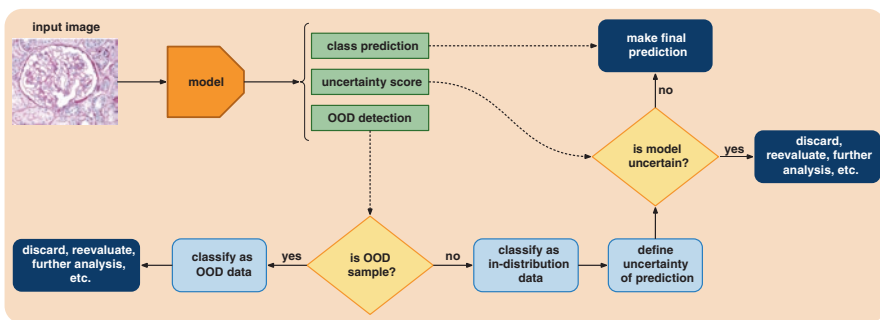 input image
model
class prediction
uncertainty score
OOD detection
make final
prediction
no
is model
uncertain?
yes
discard,
reevaluate, further
analysis, etc.
discard, reevaluate,
further analysis,
etc.
classify as
OOD data
yes
is OOD
sample?
no
classify as
in-distribution
data
define
uncertainty
of prediction